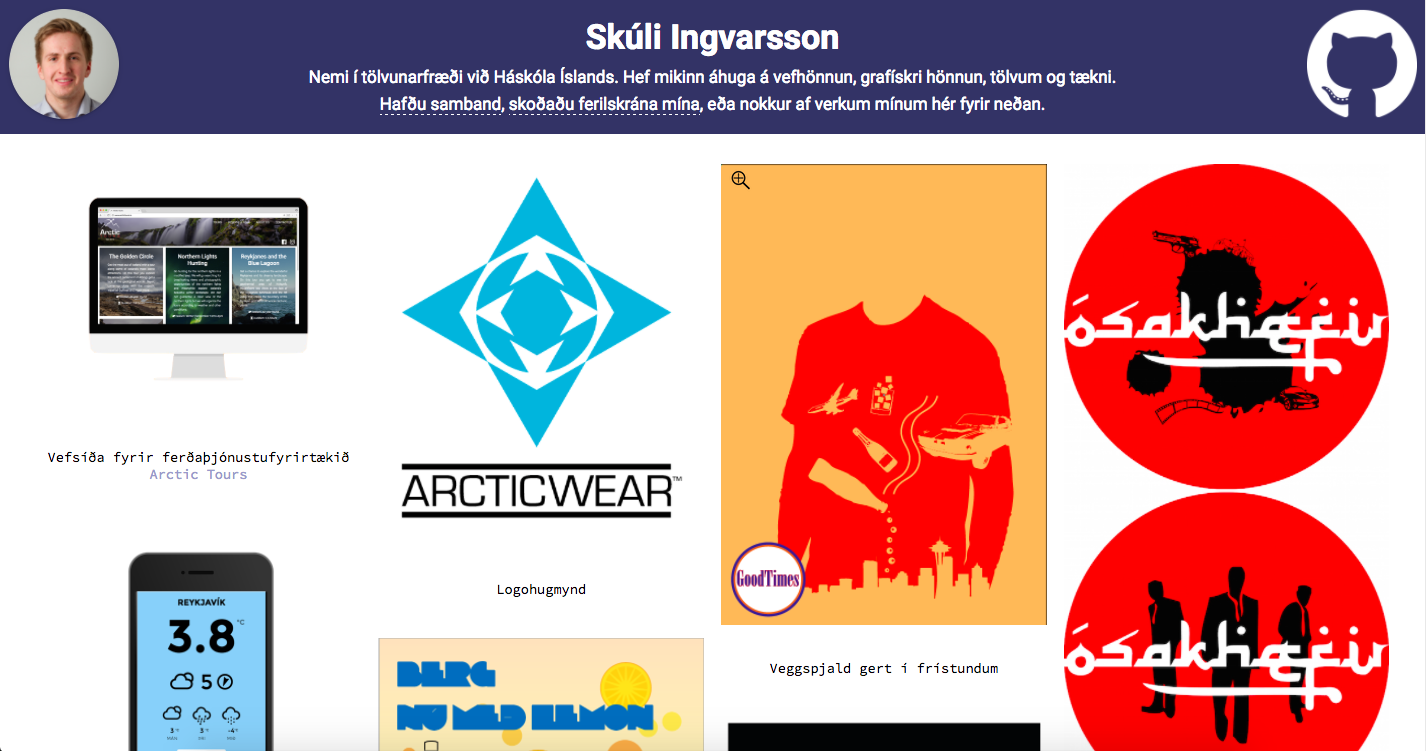 Skúli Ingvarsson
Nemi í tölvunarfræði við Háskóla Íslands. Hef mikinn áhuga á vefhönnun, grafískri hönnun, tölvum og tækni.
Hafðu samband, skoðaðu ferilskrána mína, eða nokkur af verkum mínum hér fyrir neðan.
Arctic
The Golden Circle
Northern Lights Hunting
Reykjanes and the Blue Lagoon
Vefsíða fyrir ferðaþjónustufyrirtækið
Arctic Tours
REYKJAVÍK
3.8 °C
5
3° 3° -4°
ARCTICWEAR™
Logohugmynd
BERG
NÚ MEÐ LEMON
GoodTimes
Veggspjald gert í frístundum
ósakhæfir
ósakhæfir